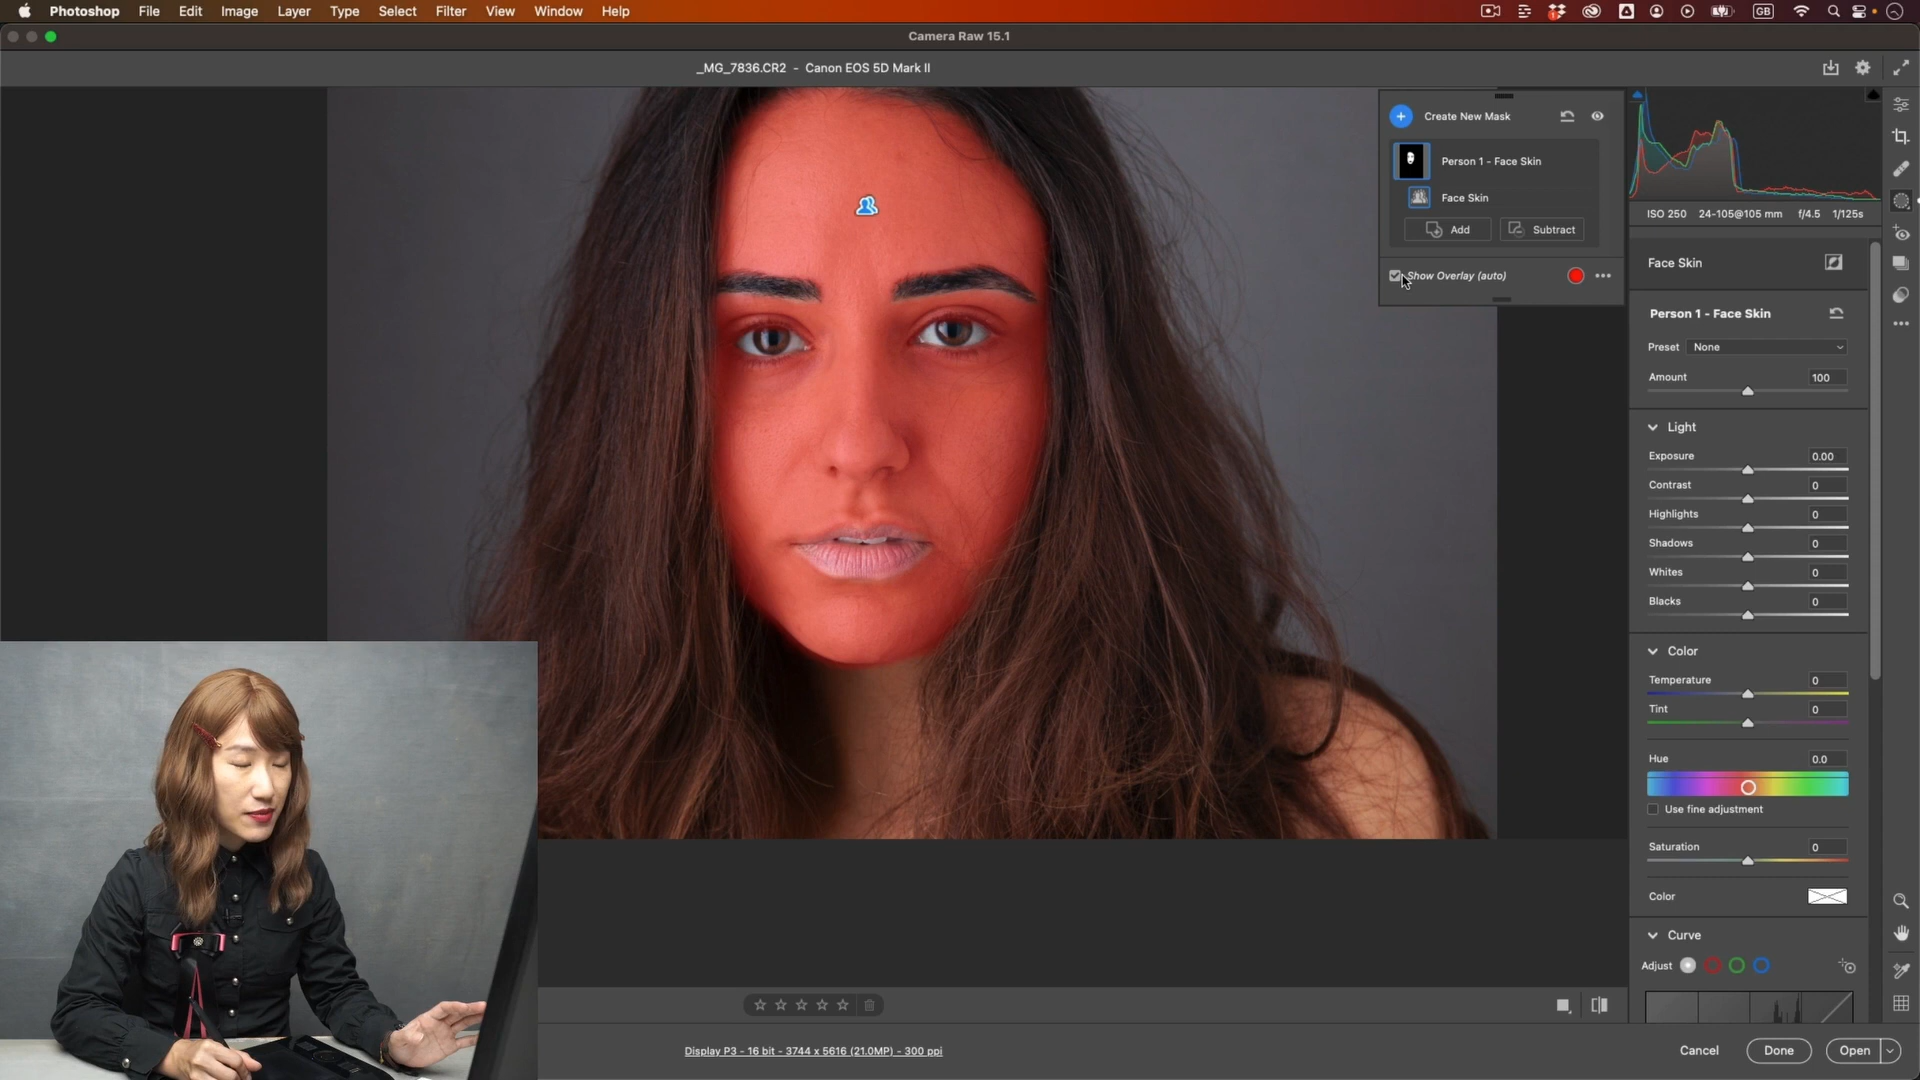 Photoshop File Edit Image Layer Type Select Filter View Window Help GB
Camera Raw 15.1
_MG_7836.CR2 - Canon EOS 5D Mark II
Create New Mask
Person 1 - Face Skin
Face Skin
Add Subtract
Show Overlay (auto)
ISO 250 24-105@105 mm f/4.5 1/125s
Face Skin
Person 1 - Face Skin
Preset None
Amount 100
Light
Exposure 0.00
Contrast 0
Highlights 0
Shadows 0
Whites 0
Blacks 0
Color
Temperature 0
Tint 0
Hue 0.0
Use fine adjustment
Saturation 0
Color
Curve
Adjust
Display P3 - 16 bit - 3744 x 5616 (21.0MP) - 300 ppi
Cancel Done Open